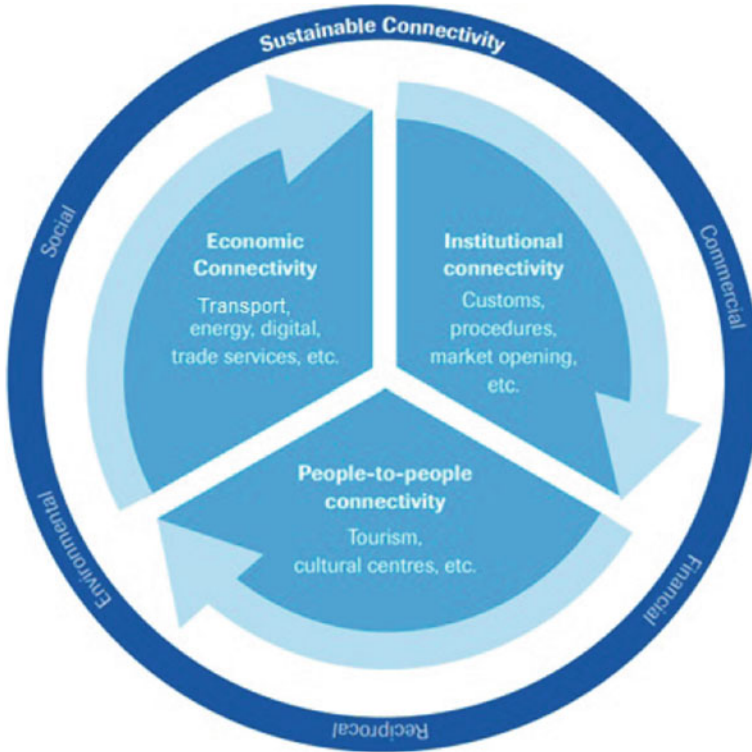 Sustainable Connectivity
Social
Commercial
Economic
Connectivity
Transport,
energy, digital,
trade services, etc.
Institutional
connectivity
Customs,
procedures,
market opening,
etc.
People-to-people
connectivity
Tourism,
cultural centres, etc.
Environmental
Financial
Reciprocal